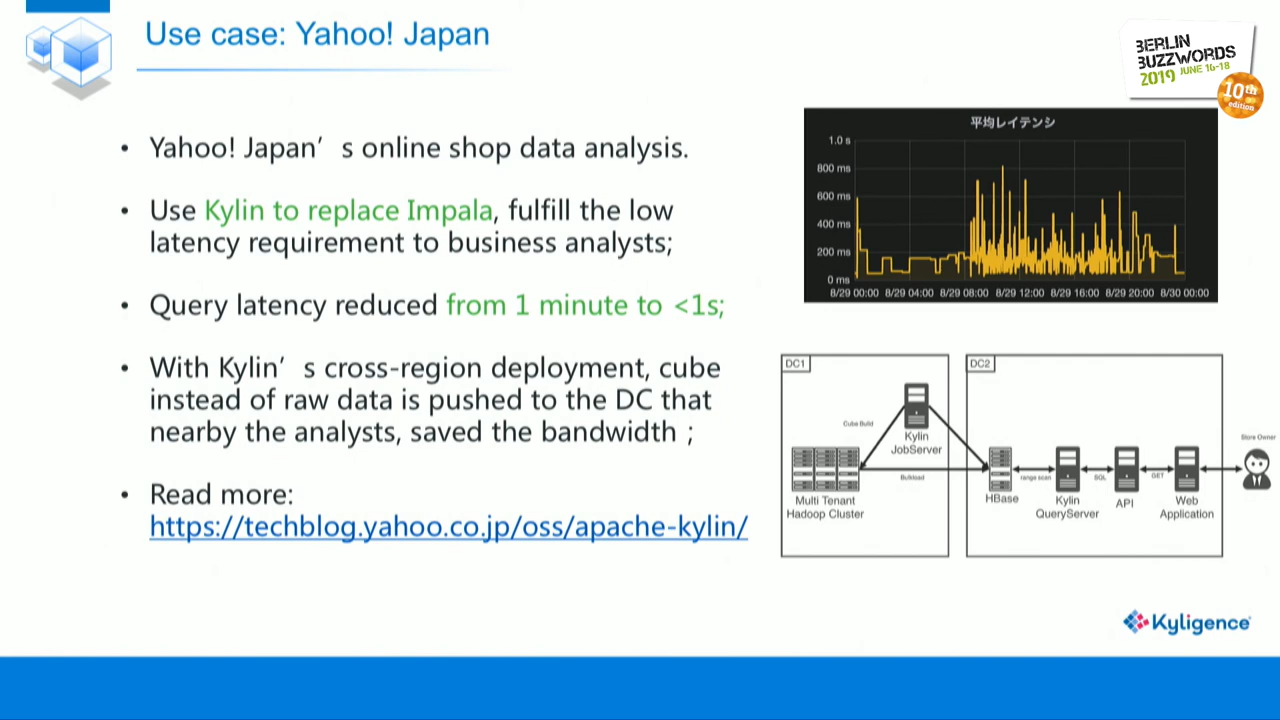 Use case: Yahoo! Japan
BERLIN
BUZZWORDS
2019 JUNE 16-18
10th
edition
• Yahoo! Japan’s online shop data analysis.
• Use Kylin to replace Impala, fulfill the low
latency requirement to business analysts;
• Query latency reduced from 1 minute to <1s;
• With Kylin’s cross-region deployment, cube
instead of raw data is pushed to the DC that
nearby the analysts, saved the bandwidth ;
• Read more:
https://techblog.yahoo.co.jp/oss/apache-kylin/
平均レイテンシ
1.0 s
800 ms
600 ms
400 ms
200 ms
0 ms
8/29 00:00 8/29 04:00 8/29 08:00 8/29 12:00 8/29 16:00 8/29 20:00 8/30 00:00
DC1
Cube Build
Kylin
JobServer
Bulkload
Multi Tenant
Hadoop Cluster
DC2
HBase
range scan
Kylin
QueryServer
SQL
API
GET
Web
Application
Store Owner
Kyligence